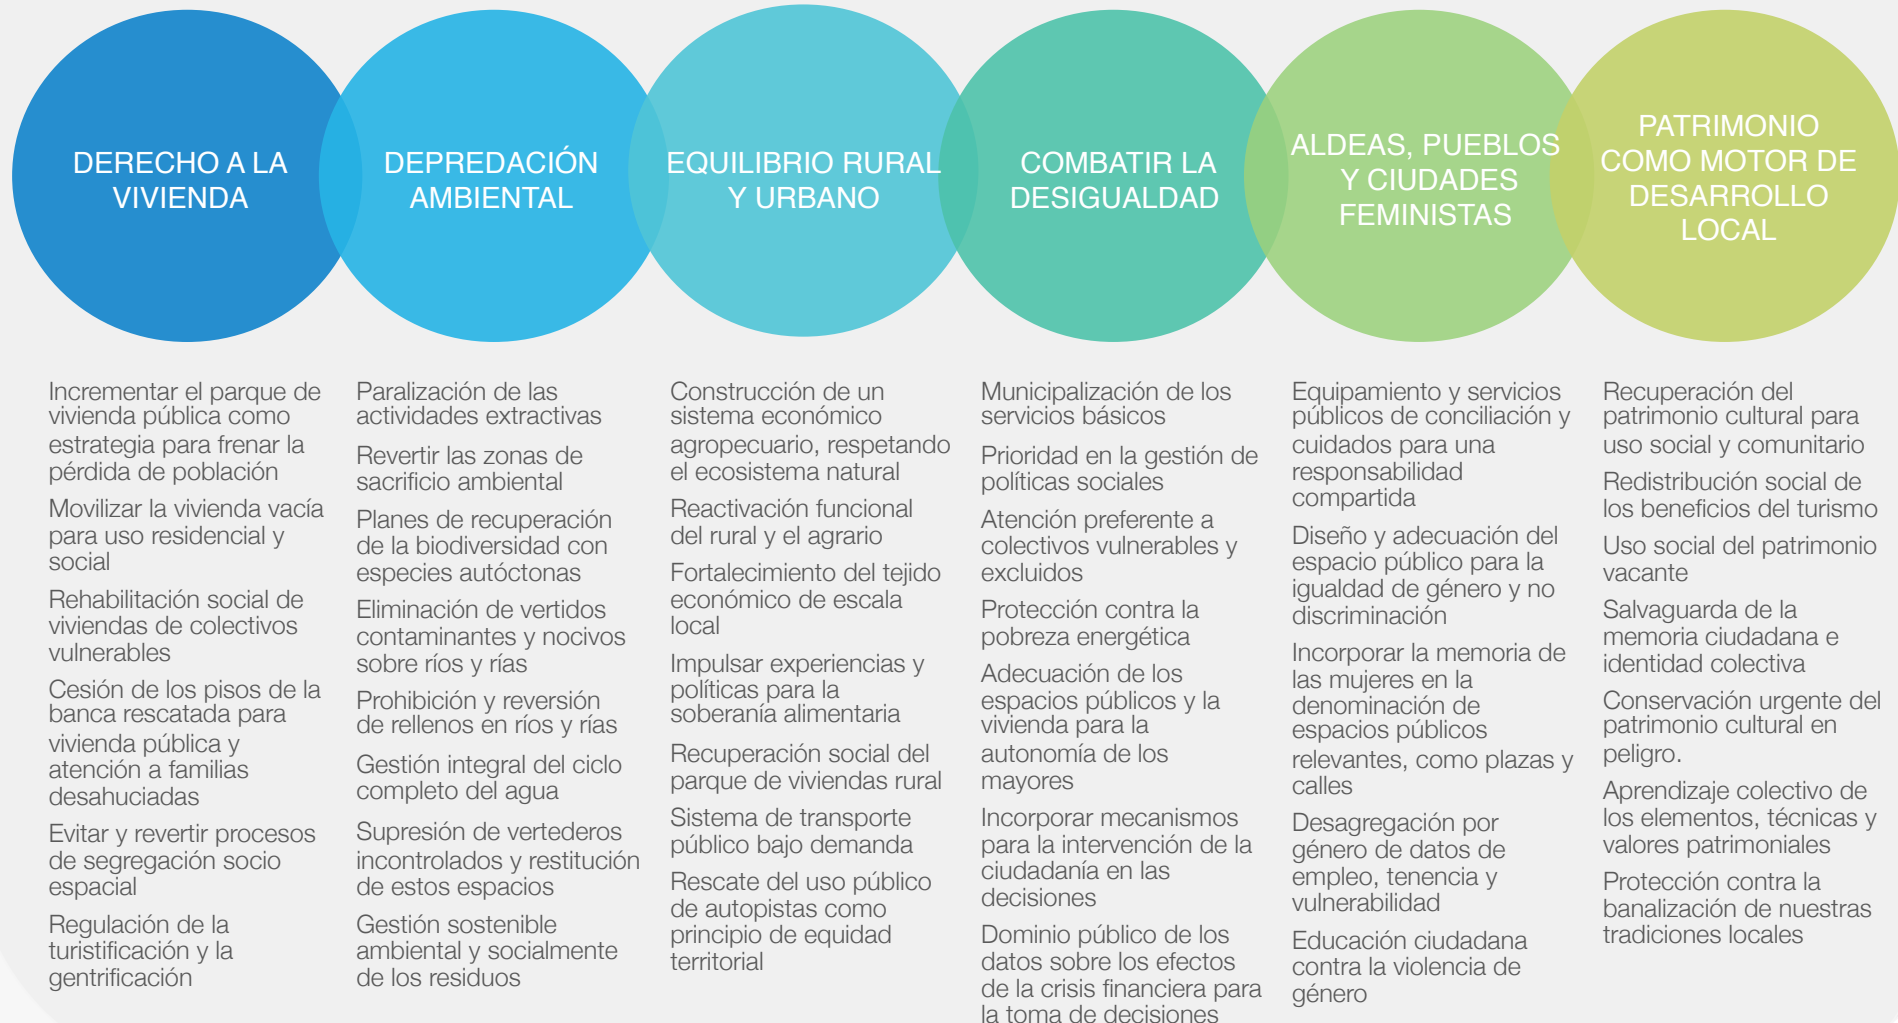 DERECHO A LA
VIVIENDA
DEPREDACIÓN
AMBIENTAL
EQUILIBRIO RURAL
Y URBANO
COMBATIR LA
DESIGUALDAD
ALDEAS, PUEBLOS
Y CIUDADES
FEMINISTAS
PATRIMONIO
COMO MOTOR DE
DESARROLLO
LOCAL
Incrementar el parque de
vivienda pública como
estrategia para frenar la
pérdida de población
Movilizar la vivienda vacía
para uso residencial y
social
Rehabilitación social de
viviendas de colectivos
vulnerables
Cesión de los pisos de la
banca rescatada para
vivienda pública y
atención a familias
desahuciadas
Evitar y revertir procesos
de segregación socio
espacial
Regulación de la
turistificación y la
gentrificación
Paralización de las
actividades extractivas
Revertir las zonas de
sacrificio ambiental
Planes de recuperación
de la biodiversidad con
especies autóctonas
Eliminación de vertidos
contaminantes y nocivos
sobre ríos y rías
Prohibición y reversión
de rellenos en ríos y rías
Gestión integral del ciclo
completo del agua
Supresión de vertederos
incontrolados y restitución
de estos espacios
Gestión sostenible
ambiental y socialmente
de los residuos
Construcción de un
sistema económico
agropecuario, respetando
el ecosistema natural
Reactivación funcional
del rural y el agrario
Fortalecimiento del tejido
económico de escala
local
Impulsar experiencias y
políticas para la
soberanía alimentaria
Recuperación social del
parque de viviendas rural
Sistema de transporte
público bajo demanda
Rescate del uso público
de autopistas como
principio de equidad
territorial
Municipalización de los
servicios básicos
Prioridad en la gestión de
políticas sociales
Atención preferente a
colectivos vulnerables y
excluidos
Protección contra la
pobreza energética
Adecuación de los
espacios públicos y la
vivienda para la
autonomía de los
mayores
Incorporar mecanismos
para la intervención de la
ciudadanía en las
decisiones
Dominio público de los
datos sobre los efectos
de la crisis financiera para
la toma de decisiones
Equipamiento y servicios
públicos de conciliación y
cuidados para una
responsabilidad
compartida
Diseño y adecuación del
espacio público para la
igualdad de género y no
discriminación
Incorporar la memoria de
las mujeres en la
denominación de
espacios públicos
relevantes, como plazas y
calles
Desagregación por
género de datos de
empleo, tenencia y
vulnerabilidad
Educación ciudadana
contra la violencia de
género
Recuperación del
patrimonio cultural para
uso social y comunitario
Redistribución social de
los beneficios del turismo
Uso social del patrimonio
vacante
Salvaguarda de la
memoria ciudadana e
identidad colectiva
Conservación urgente del
patrimonio cultural en
peligro.
Aprendizaje colectivo de
los elementos, técnicas y
valores patrimoniales
Protección contra la
banalización de nuestras
tradiciones locales